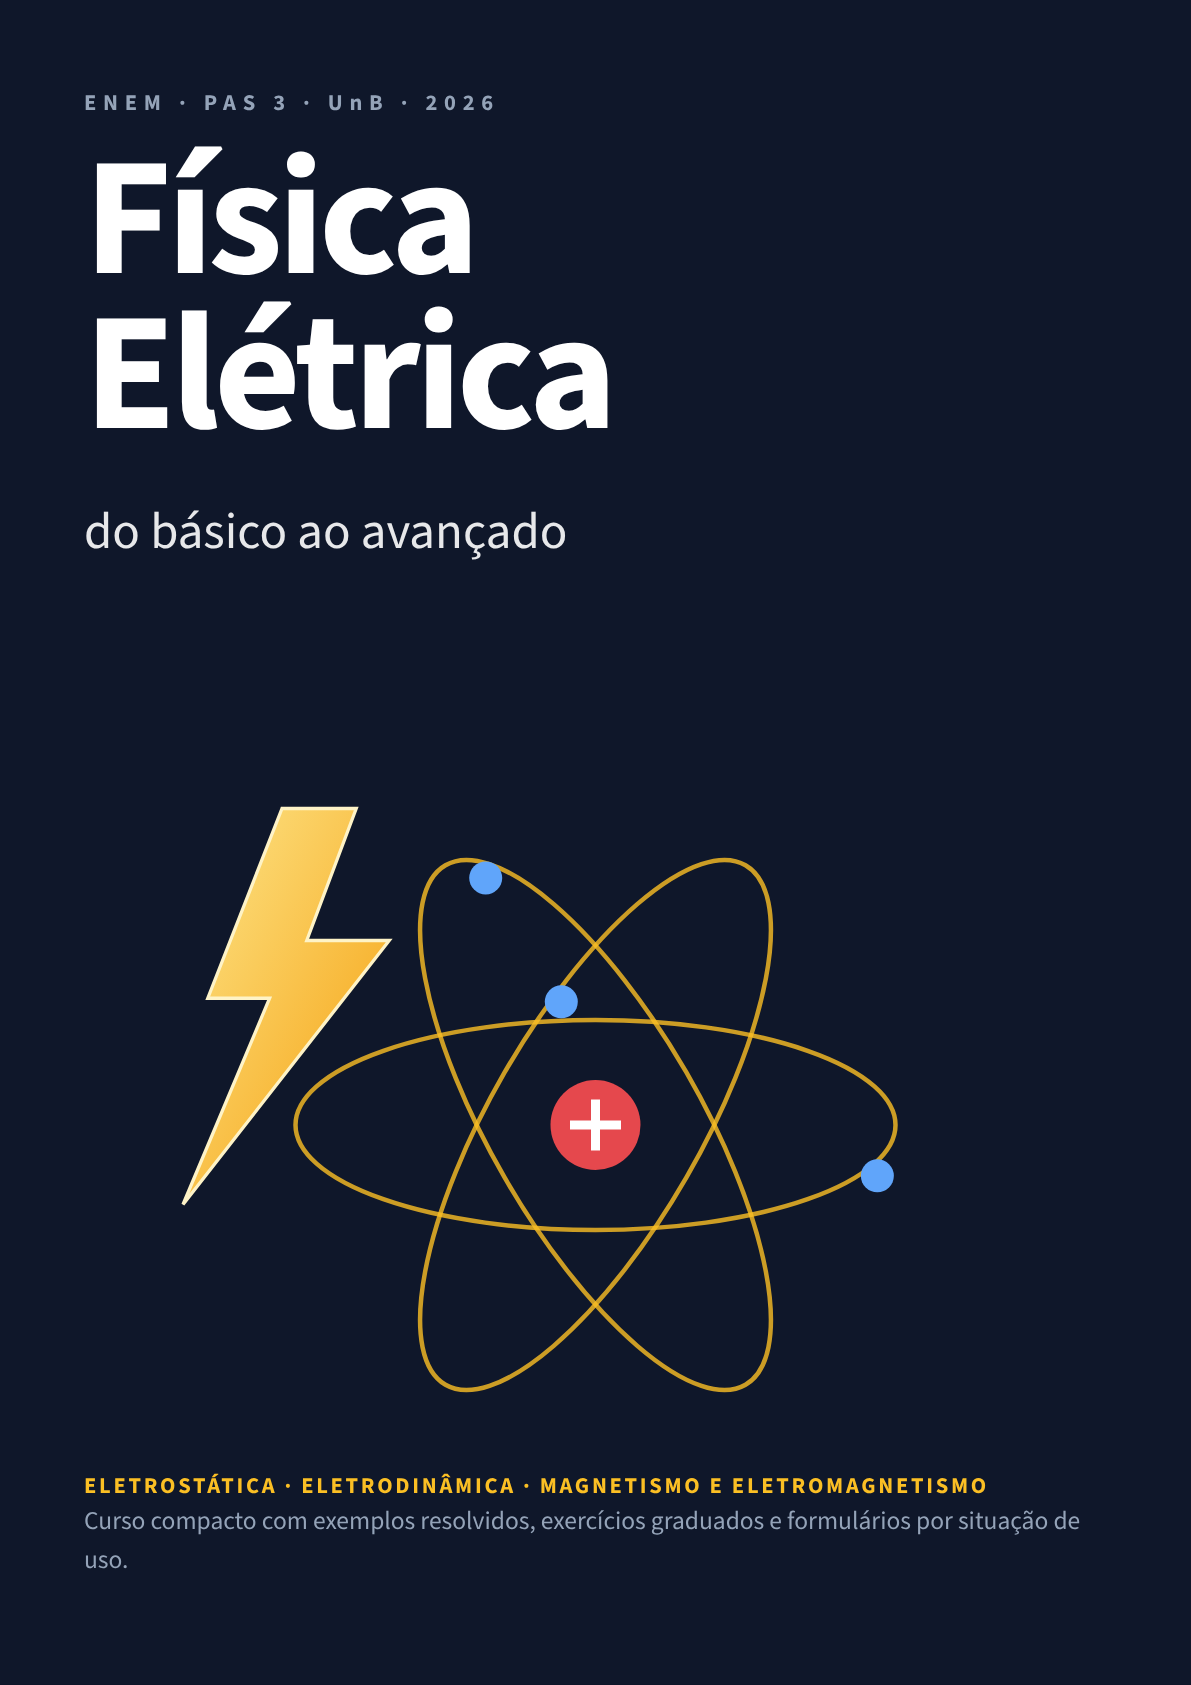 ENEM · PAS 3 · UnB · 2026
Física
Elétrica
do básico ao avançado
+
ELETROSTÁTICA · ELETRODINÂMICA · MAGNETISMO E ELETROMAGNETISMO
Curso compacto com exemplos resolvidos, exercícios graduados e formulários por situação de
uso.